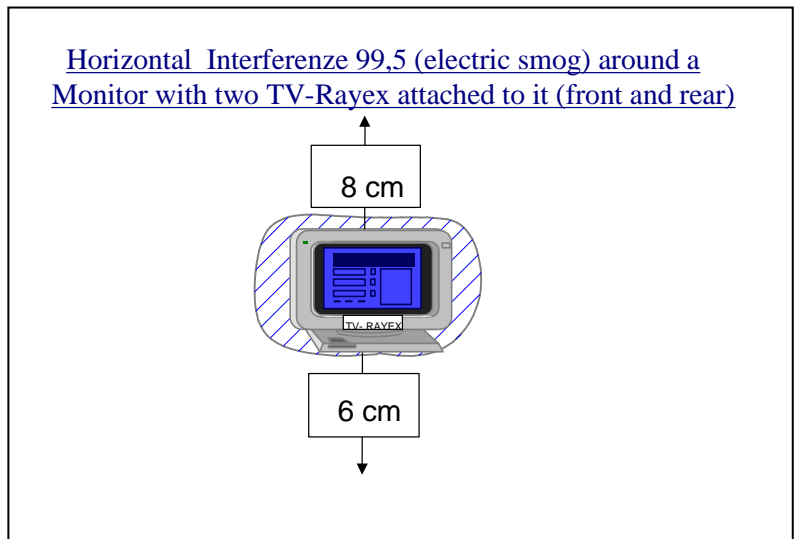 Horizontal Interferenze 99,5 (electric smog) around a
Monitor with two TV-Rayex attached to it (front and rear)
8 cm
TV- RAYEX
6 cm